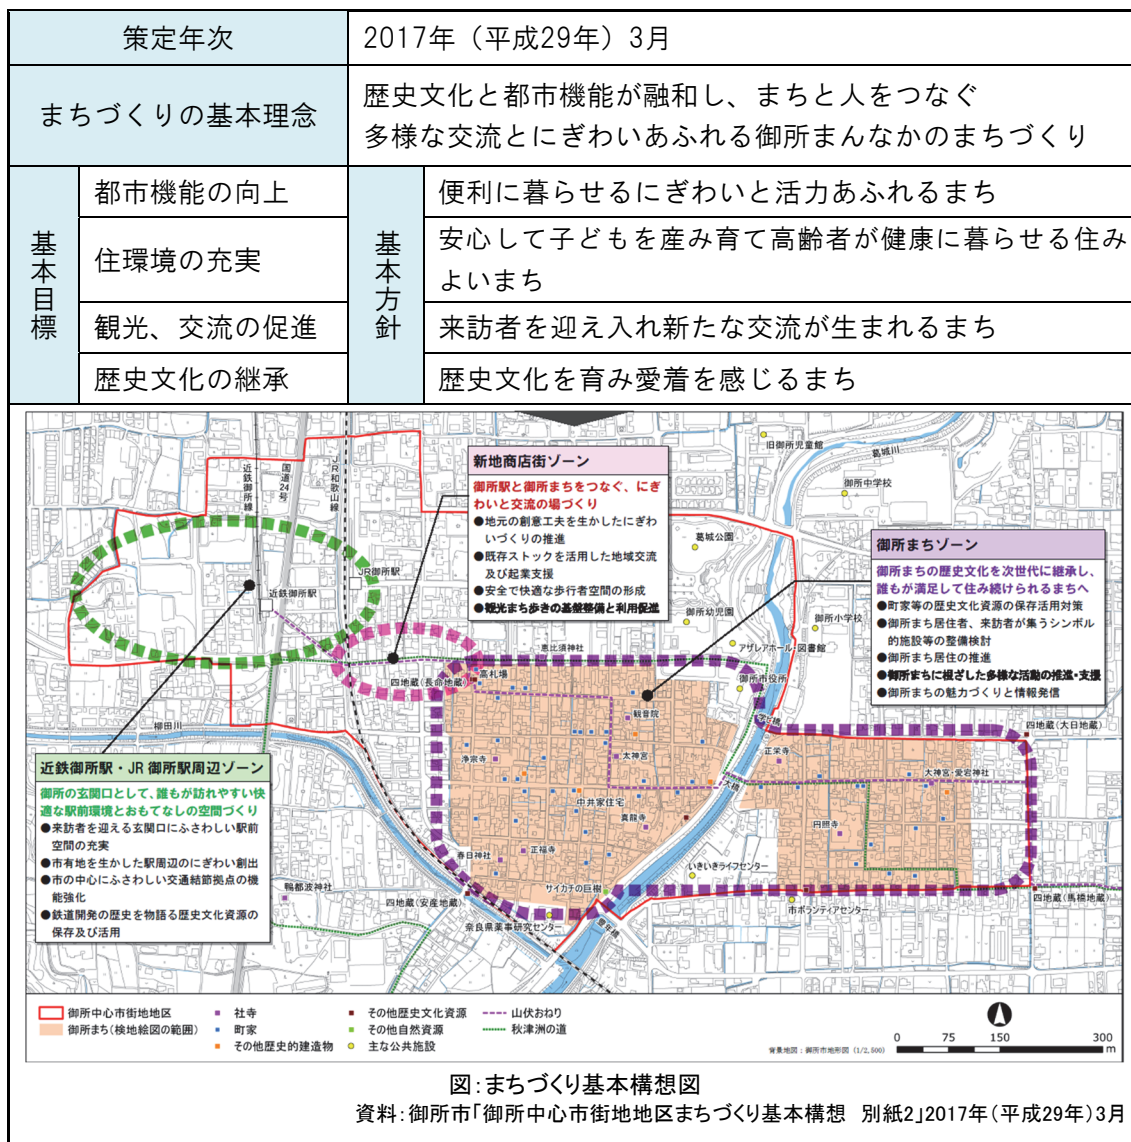 策定年次
2017年（平成29年）3月
まちづくりの基本理念
歴史文化と都市機能が融和し、まちと人をつなぐ
多様な交流とにぎわいあふれる御所まんなかのまちづくり
基本目標
基本方針
都市機能の向上
便利に暮らせるにぎわいと活力あふれるまち
住環境の充実
安心して子どもを産み育て高齢者が健康に暮らせる住み
よいまち
観光、交流の促進
来訪者を迎え入れ新たな交流が生まれるまち
歴史文化の継承
歴史文化を育み愛着を感じるまち
近鉄御所線
国道24号
JR和歌山線
新地商店街ゾーン
御所駅と御所まちをつなぐ、にぎ
わいと交流の場づくり
●地元の創意工夫を生かしたにぎわ
いづくりの推進
●既存ストックを活用した地域交流
及び起業支援
●安全で快適な歩行者空間の形成
●観光まち歩きの基盤整備と利用促進
旧御所児童館
葛城川
御所中学校
葛城公園
御所まちゾーン
御所まちの歴史文化を次世代に継承し、
誰もが満足して住み続けられるまちへ
●町家等の歴史文化資源の保存活用対策
●御所まち居住者、来訪者が集うシンボル
的施設等の整備検討
●御所まち居住の推進
●御所まちに根ざした多様な活動の推進・支援
●御所まちの魅力づくりと情報発信
JR御所駅
近鉄御所駅
御所幼児園
御所小学校
アザレアホール・図書館
恵比須神社
御所市役所
高札場
四地蔵(長命地蔵)
観音院
柳田川
浄宗寺
太神宮
正栄寺
四地蔵(大日地蔵)
大神宮・愛宕神社
大橋
中井家住宅
真龍寺
円照寺
近鉄御所駅・JR 御所駅周辺ゾーン
御所の玄関口として、誰もが訪れやすい快
適な駅前環境とおもてなしの空間づくり
●来訪者を迎える玄関口にふさわしい駅前
空間の充実
●市有地を生かした駅周辺のにぎわい創出
●市の中心にふさわしい交通結節拠点の機
能強化
●鉄道開発の歴史を物語る歴史文化資源の
保存及び活用
春日神社
正福寺
いきいきライフセンター
鴨都波神社
四地蔵(安産地蔵)
サイカチの巨樹
四地蔵(馬橋地蔵)
市ボランティアセンター
奈良県薬事研究センター
御所中心市街地地区
御所まち(検地絵図の範囲)
社寺
町家
その他歴史的建造物
その他歴史文化資源
その他自然資源
主な公共施設
山伏おねり
秋津洲の道
背景地図：御所市地形図（1/2,500）
0 75 150 300
m
図：まちづくり基本構想図
資料：御所市「御所中心市街地地区まちづくり基本構想 別紙2」2017年（平成29年）3月